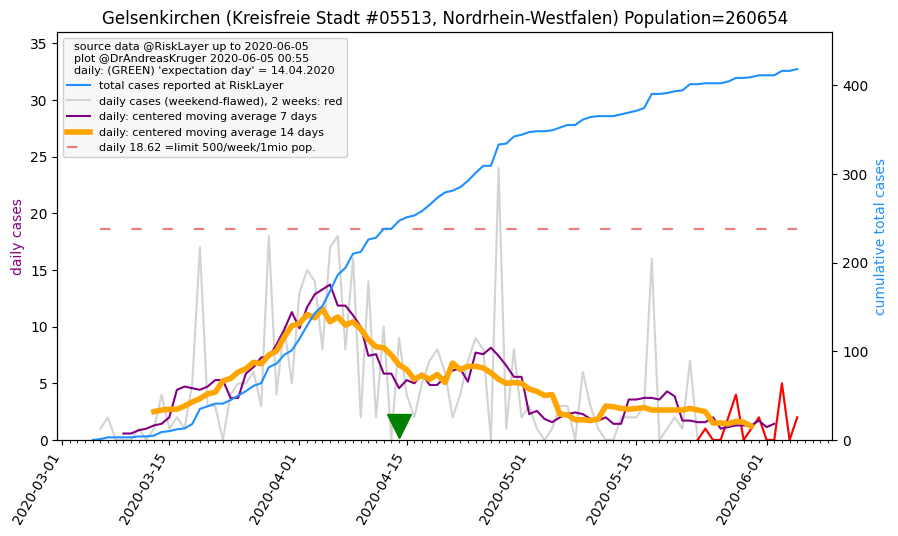 Gelsenkirchen (Kreisfreie Stadt #05513, Nordrhein-Westfalen) Population=260654
source data @RiskLayer up to 2020-06-05
plot @DrAndreasKruger 2020-06-05 00:55
daily: (GREEN) 'expectation day' = 14.04.2020
total cases reported at RiskLayer
daily cases (weekend-flawed), 2 weeks: red
daily: centered moving average 7 days
daily: centered moving average 14 days
daily 18.62 =limit 500/week/1mio pop.
daily cases
35
30
25
20
15
10
5
0
cumulative total cases
400
300
200
100
0
2020-03-01
2020-03-15
2020-04-01
2020-04-15
2020-05-01
2020-05-15
2020-06-01